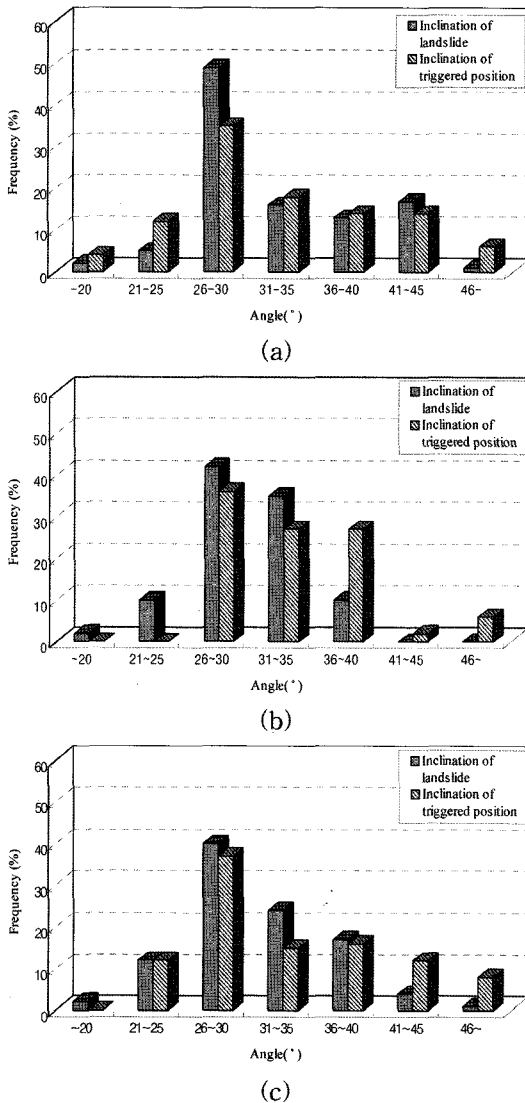 Inclination of
landslide
Inclination of
triggered position
Frequency (%)
60
50
40
30
20
10
0
~20
21~25
26~30
31~35
36~40
41~45
46~
Angle(°)
(a)
Inclination of
landslide
Inclination of
triggered position
Frequency (%)
60
50
40
30
20
10
0
~20
21~25
26~30
31~35
36~40
41~45
46~
Angle(°)
(b)
Inclination of
landslide
Inclination of
triggered position
Frequency (%)
60
50
40
30
20
10
0
~20
21~25
26~30
31~35
36~40
41~45
46~
Angle(°)
(c)